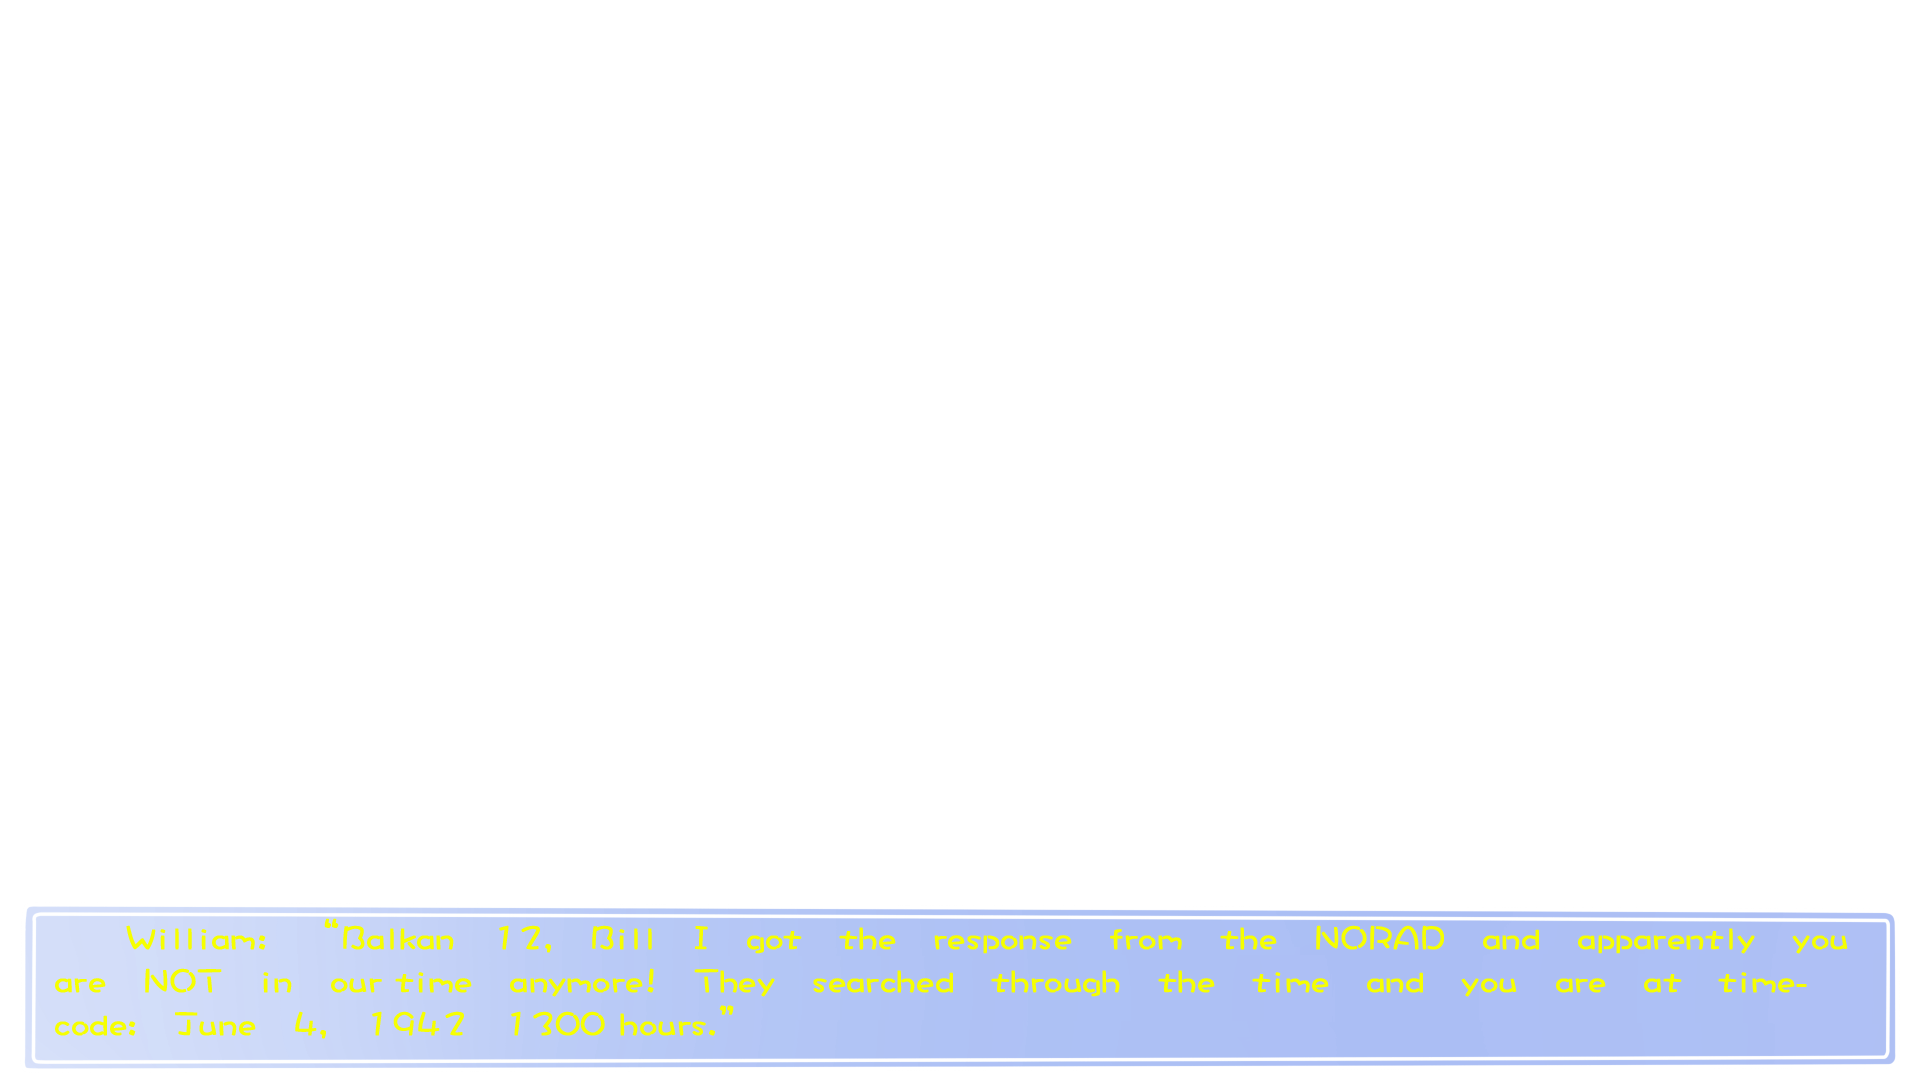 William: “Balkan 12, Bill I got the response from the NORAD and apparently you
are NOT in our time anymore! They searched through the time and you are at time-
code: June 4, 1942 1300 hours.”